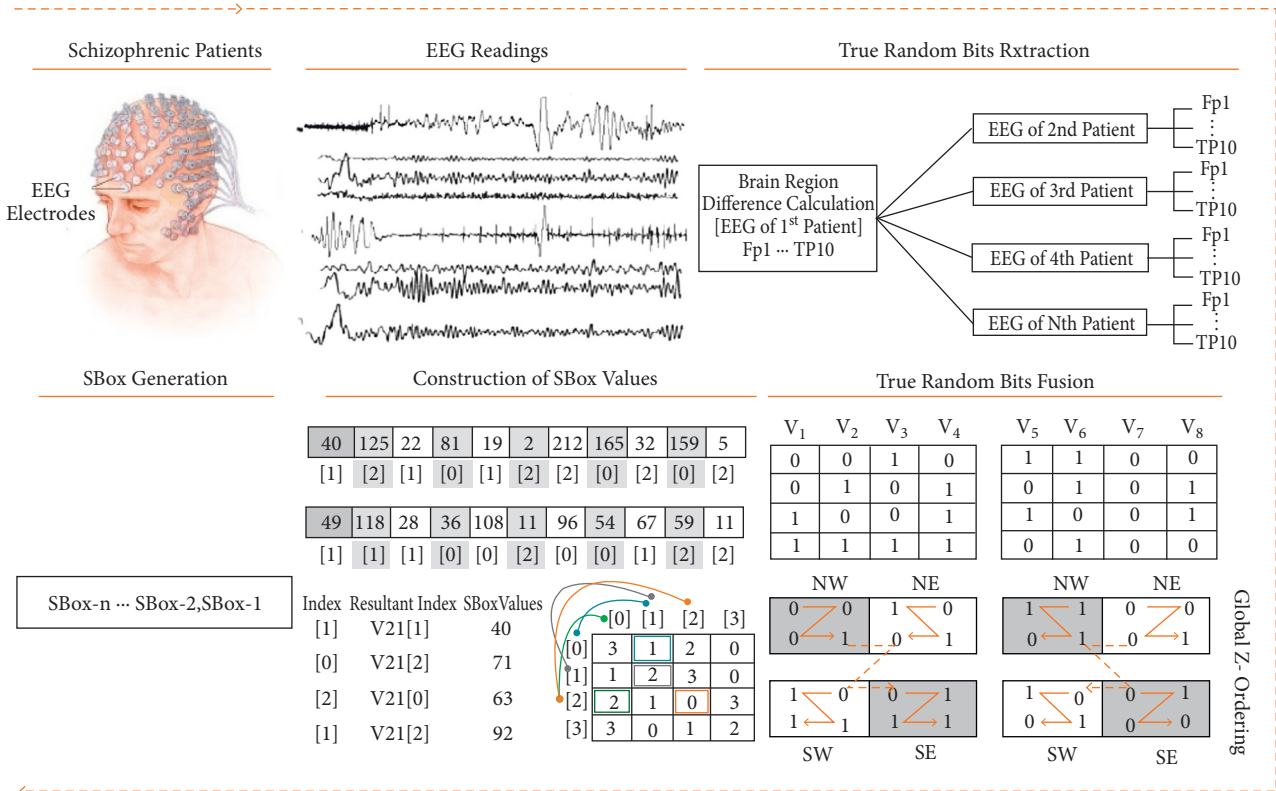 Schizophrenic Patients
EEG
Electrodes
EEG Readings
True Random Bits Rxtraction
Brain Region
Difference Calculation
[EEG of 1st Patient]
Fp1 ··· TP10
EEG of 2nd Patient
Fp1
⋮
TP10
EEG of 3rd Patient
Fp1
⋮
TP10
EEG of 4th Patient
Fp1
⋮
TP10
EEG of Nth Patient
Fp1
⋮
TP10
SBox Generation
SBox-n ··· SBox-2,SBox-1
Construction of SBox Values
40 125 22 81 19 2 212 165 32 159 5
[1] [2] [1] [0] [1] [2] [2] [0] [2] [0] [2]
49 118 28 36 108 11 96 54 67 59 11
[1] [1] [1] [0] [0] [2] [0] [0] [1] [2] [2]
Index Resultant Index SBoxValues
[1] V21[1] 40
[0] V21[2] 71
[2] V21[0] 63
[1] V21[2] 92
[0] [1] [2] [3]
[0] 3 1 2 0
[1] 1 2 3 0
[2] 2 1 0 3
[3] 3 0 1 2
True Random Bits Fusion
V1 V2 V3 V4
0 0 1 0
0 1 0 1
1 0 0 1
1 1 1 1
V5 V6 V7 V8
1 1 0 0
0 1 0 1
1 0 0 1
0 1 0 0
NW NE
0 0 1 0
0 1 0 1
1 0 0 1
1 1 1 1
SW SE
NW NE
1 1 0 0
0 1 0 1
1 0 0 1
0 1 0 0
SW SE
Global Z- Ordering